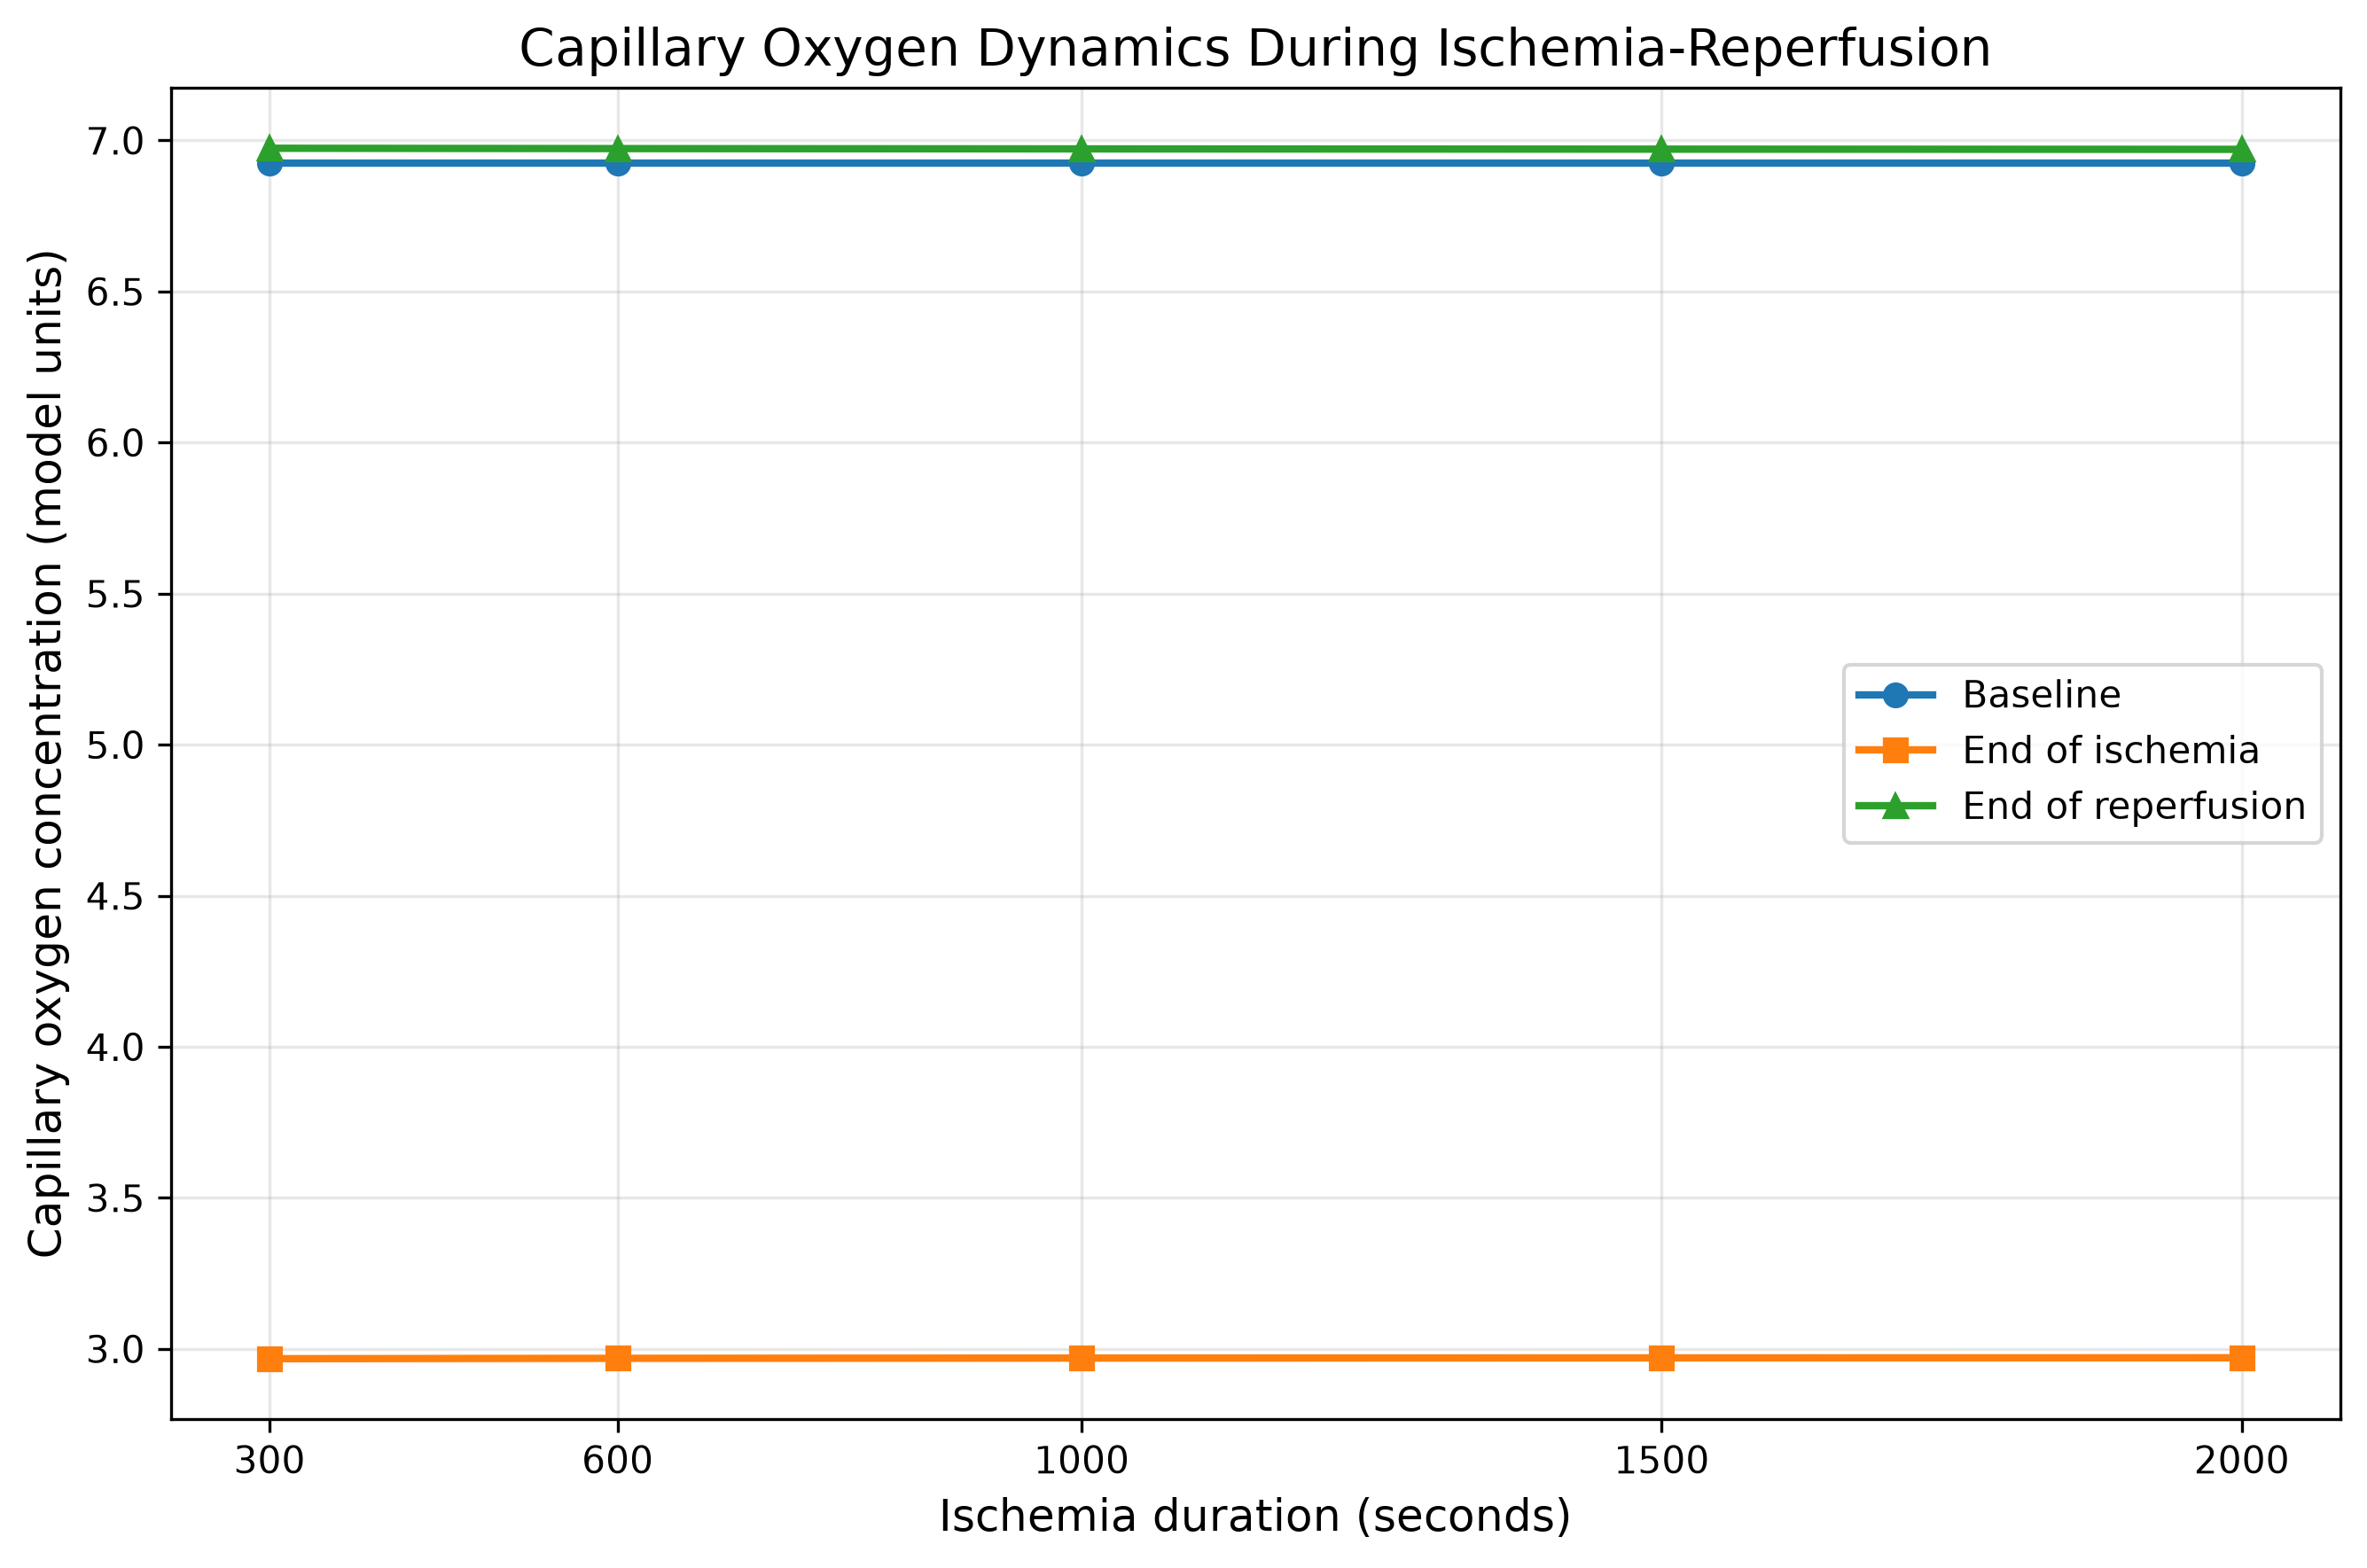 Capillary Oxygen Dynamics During Ischemia-Reperfusion
Capillary oxygen concentration (model units)
7.0
6.5
6.0
5.5
5.0
4.5
4.0
3.5
3.0
Baseline
End of ischemia
End of reperfusion
300 600 1000 1500 2000
Ischemia duration (seconds)